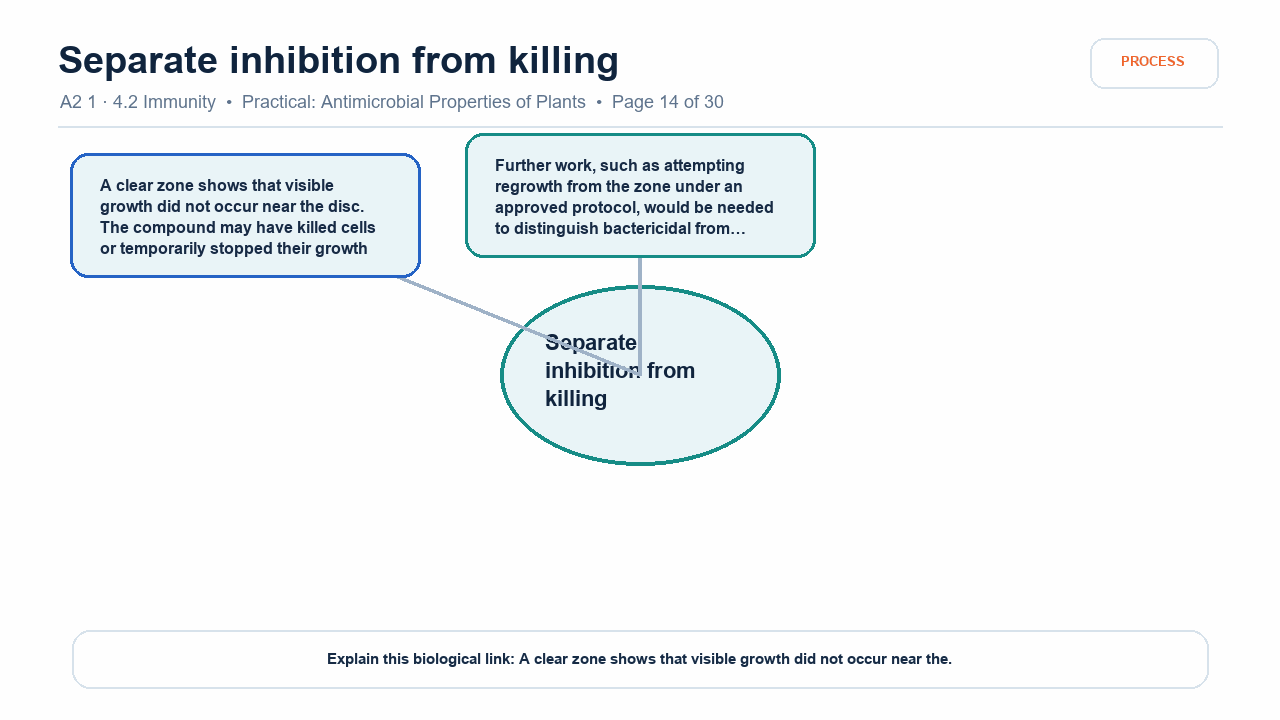 Separate inhibition from killing
PROCESS
A2 1 · 4.2 Immunity • Practical: Antimicrobial Properties of Plants • Page 14 of 30
A clear zone shows that visible
growth did not occur near the disc.
The compound may have killed cells
or temporarily stopped their growth
Further work, such as attempting
regrowth from the zone under an
approved protocol, would be needed
to distinguish bactericidal from…
Separate
inhibition from
killing
Explain this biological link: A clear zone shows that visible growth did not occur near the.